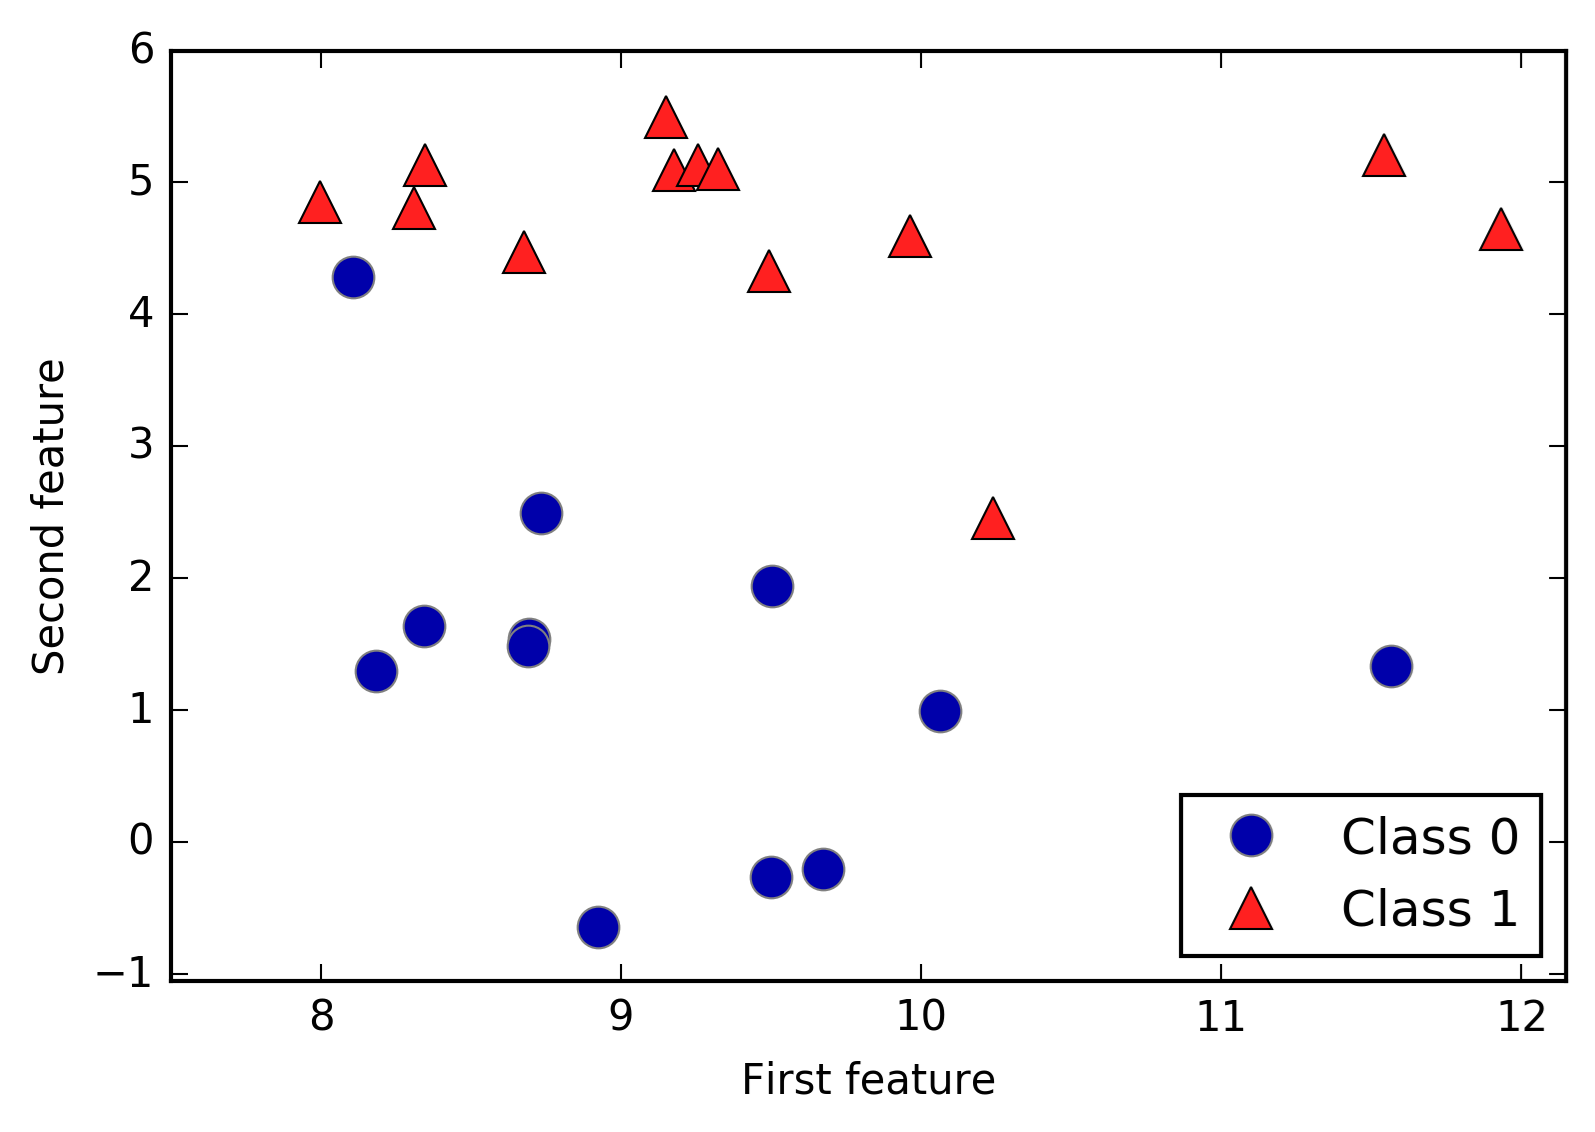 6
5
4
3
2
1
0
−1
8 9 10 11 12
First feature
Second feature
Class 0
Class 1